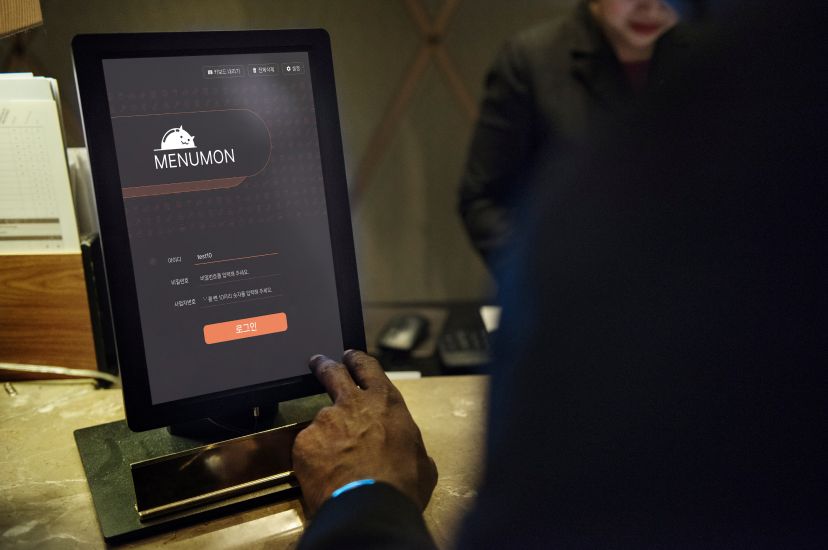 키보드 내리기 전체삭제 설정
MENUMON
아이디 test10
비밀번호 비밀번호를 입력해 주세요.
사업자번호 '-'을 뺀 10자리 숫자를 입력해 주세요.
로그인